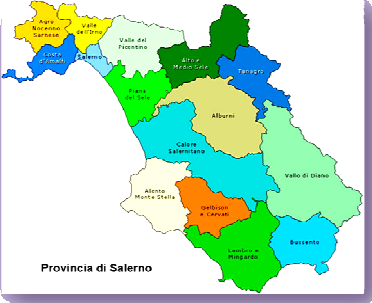 Agro
Nocerino
Sarnese
Valle
dell'Irno
Costa
d'Amalfi
Salerno
Valle del
Picentino
Alto e
Medio Sele
Tanagro
Piana
del Sele
Alburni
Calore
Salernitano
Vallo di Diano
Alento
Monte Stella
Gelbison
e Cervati
Lambro e
Mingardo
Bussento
Provincia di Salerno